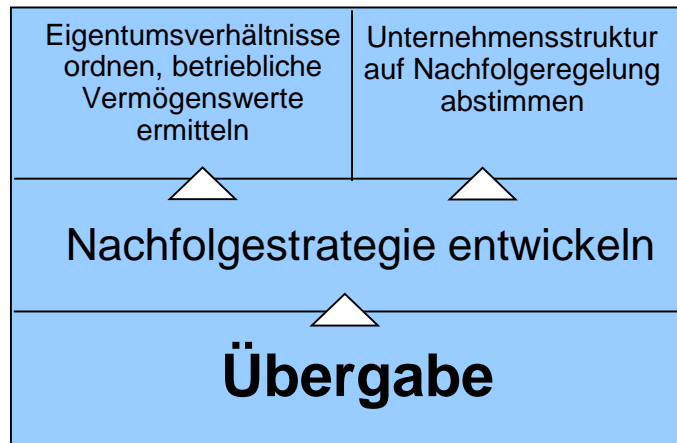 Eigentumsverhältnisse
ordnen, betriebliche
Vermögenswerte
ermitteln
Unternehmensstruktur
auf Nachfolgeregelung
abstimmen
Nachfolgestrategie entwickeln
Übergabe